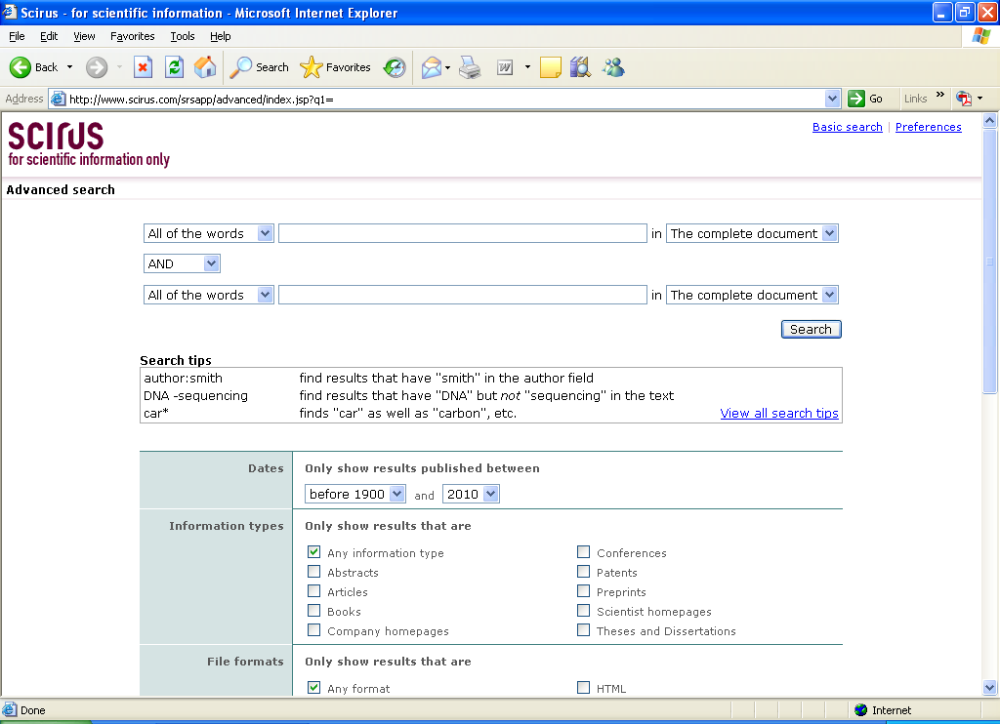 Scirus - for scientific information - Microsoft Internet Explorer
File Edit View Favorites Tools Help
Back Search Favorites W
Address http://www.scirus.com/srsapp/advanced/index.jsp?q1= Go Links »
SCIRUS
for scientific information only
Basic search | Preferences
Advanced search
All of the words in The complete document
AND
All of the words in The complete document
Search
Search tips
author:smith find results that have "smith" in the author field
DNA -sequencing find results that have "DNA" but not "sequencing" in the text
car* finds "car" as well as "carbon", etc. View all search tips
Dates Only show results published between
before 1900 and 2010
Information types Only show results that are
Any information type Conferences
Abstracts Patents
Articles Preprints
Books Scientist homepages
Company homepages Theses and Dissertations
File formats Only show results that are
Any format HTML
Done Internet